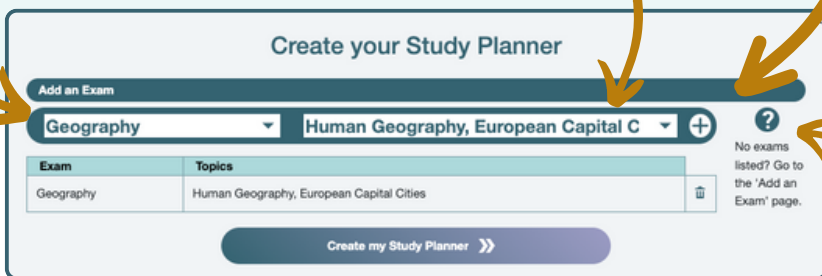 Create your Study Planner
Add an Exam
Geography Human Geography, European Capital C
?
No exams
listed? Go to
the 'Add an
Exam' page.
Exam Topics
Geography Human Geography, European Capital Cities
Create my Study Planner